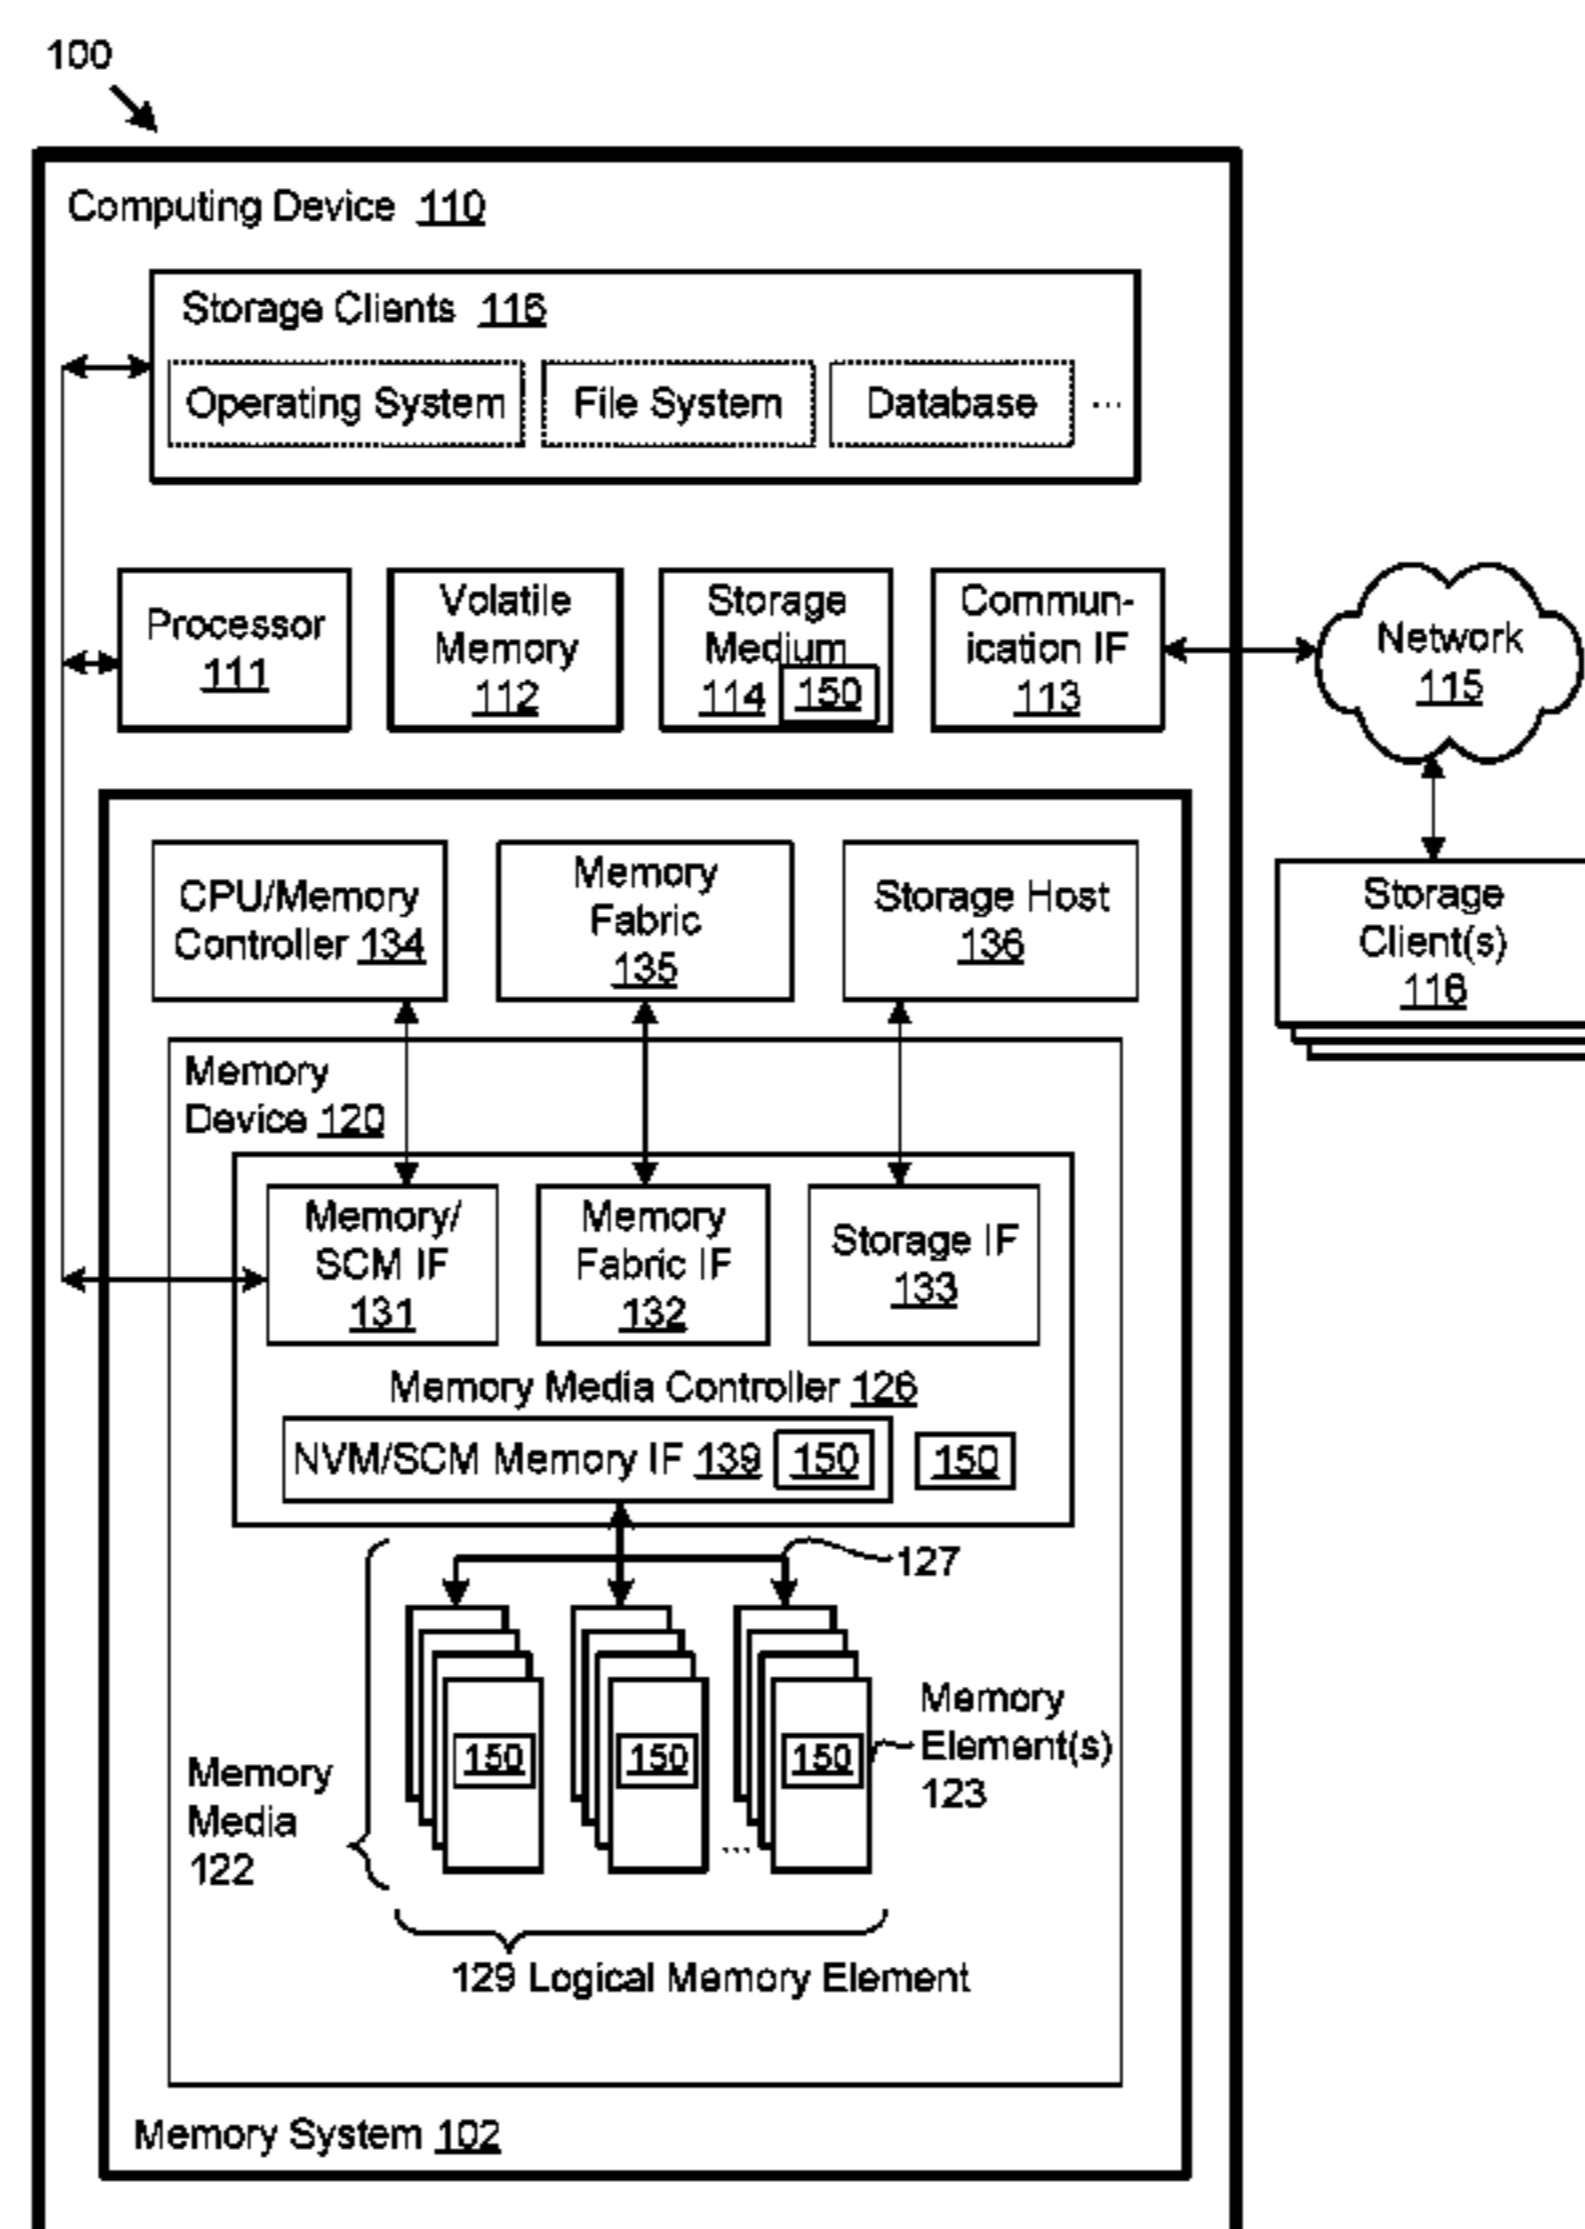 100
Computing Device 110
Storage Clients 116
Operating System
File System
Database
...
Processor
111
Volatile
Memory
112
Storage
Medium
114 150
Commun-
ication IF
113
Network
115
CPU/Memory
Controller 134
Memory
Fabric
135
Storage Host
136
Storage
Client(s)
116
Memory
Device 120
Memory/
SCM IF
131
Memory
Fabric IF
132
Storage IF
133
Memory Media Controller 126
NVM/SCM Memory IF 139 150 150
127
150 150 ... 150
Memory
Element(s)
123
Memory
Media
122
129 Logical Memory Element
Memory System 102